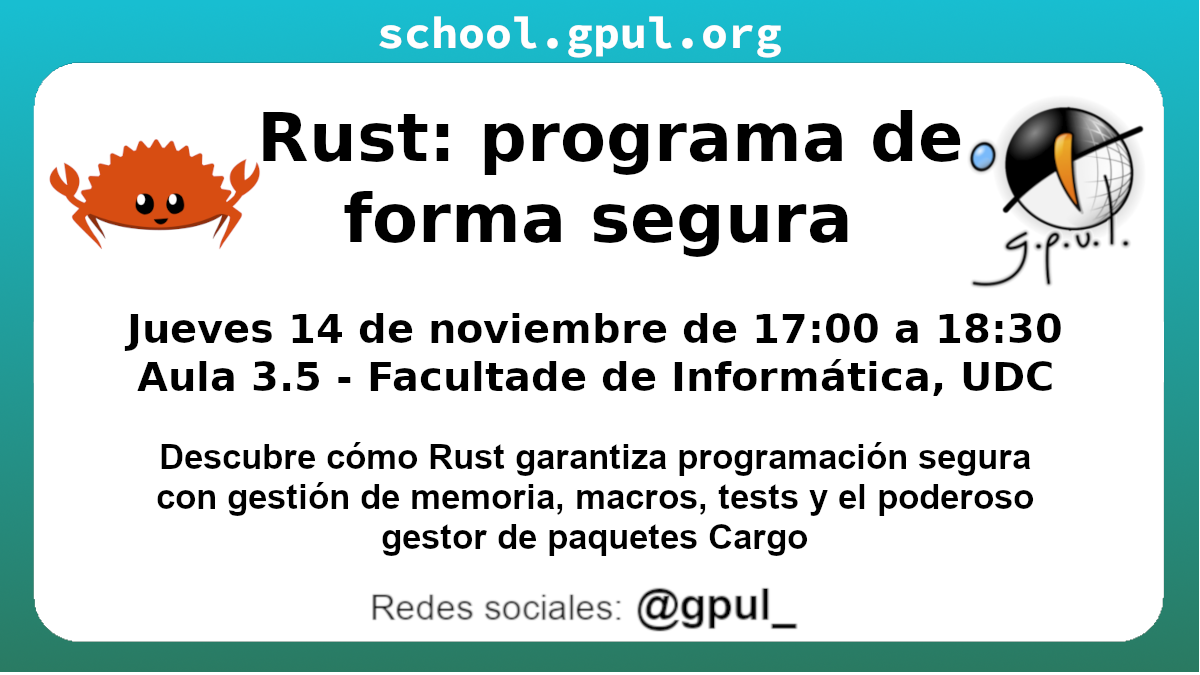 school.gpul.org
Rust: programa de
forma segura
g.p.u.l.
Jueves 14 de noviembre de 17:00 a 18:30
Aula 3.5 - Facultade de Informática, UDC
Descubre cómo Rust garantiza programación segura
con gestión de memoria, macros, tests y el poderoso
gestor de paquetes Cargo
Redes sociales: @gpul_